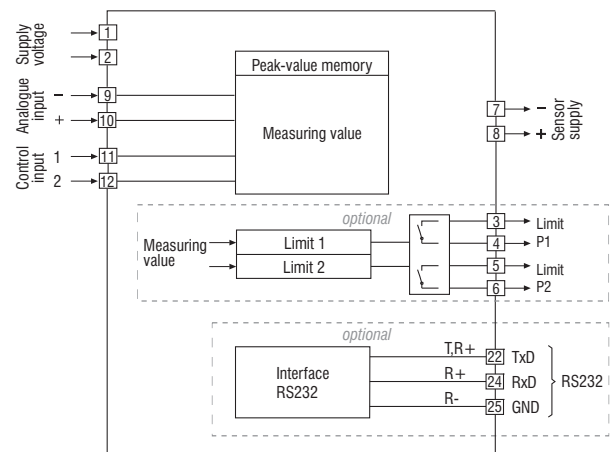 Supply
voltage
1
2
Analogue
input
–
9
+
10
Control
input
1
11
2
12
Peak-value memory
Measuring value
7
–
8
+
Sensor
supply
optional
Measuring
value
Limit 1
Limit 2
3
Limit
4
P1
5
Limit
6
P2
optional
Interface
RS232
T,R+
22
TxD
R+
24
RxD
R-
25
GND
RS232